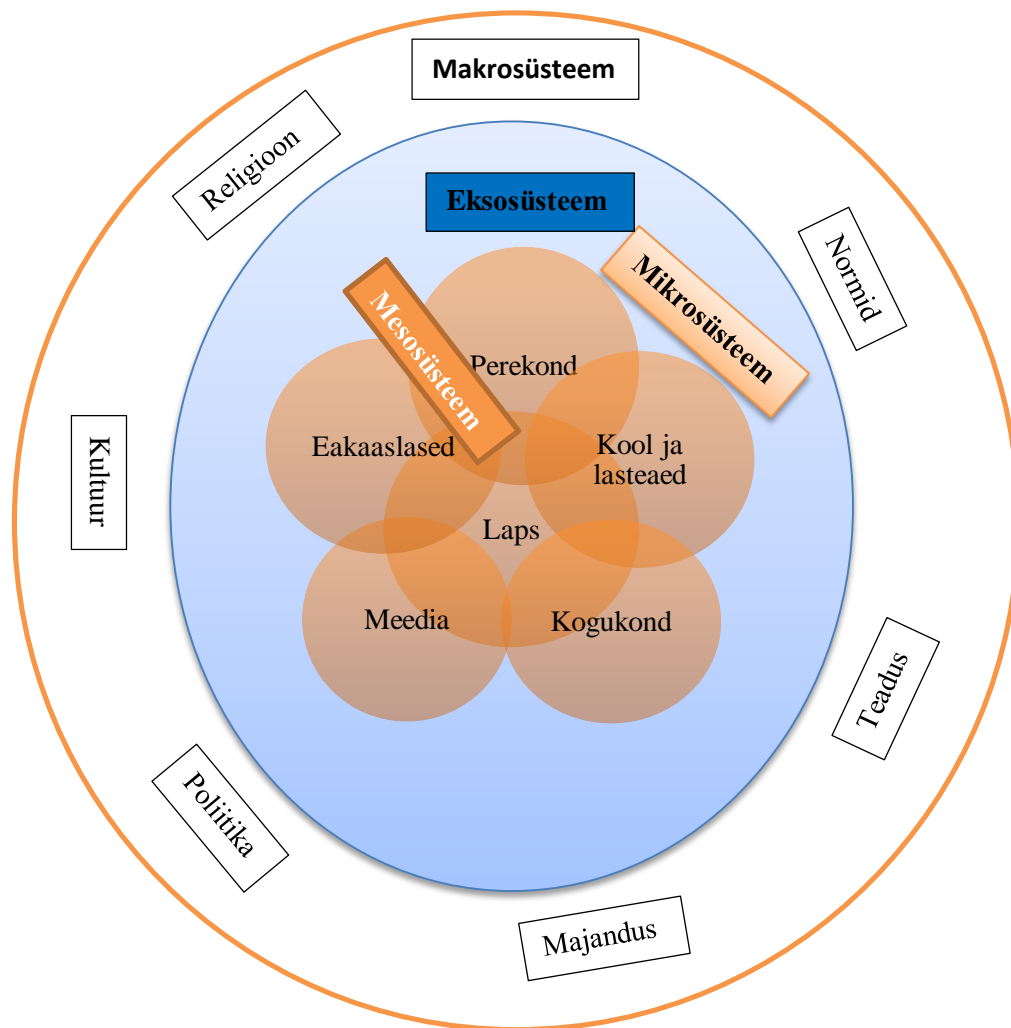 Makrosüsteem
Religioon
Eksosüsteem
Normid
Mikrosüsteem
Mesosüsteem
Perekond
Eakaaslased
Kool ja
lasteaed
Kultuur
Laps
Meedia
Kogukond
Teadus
Poliitika
Majandus